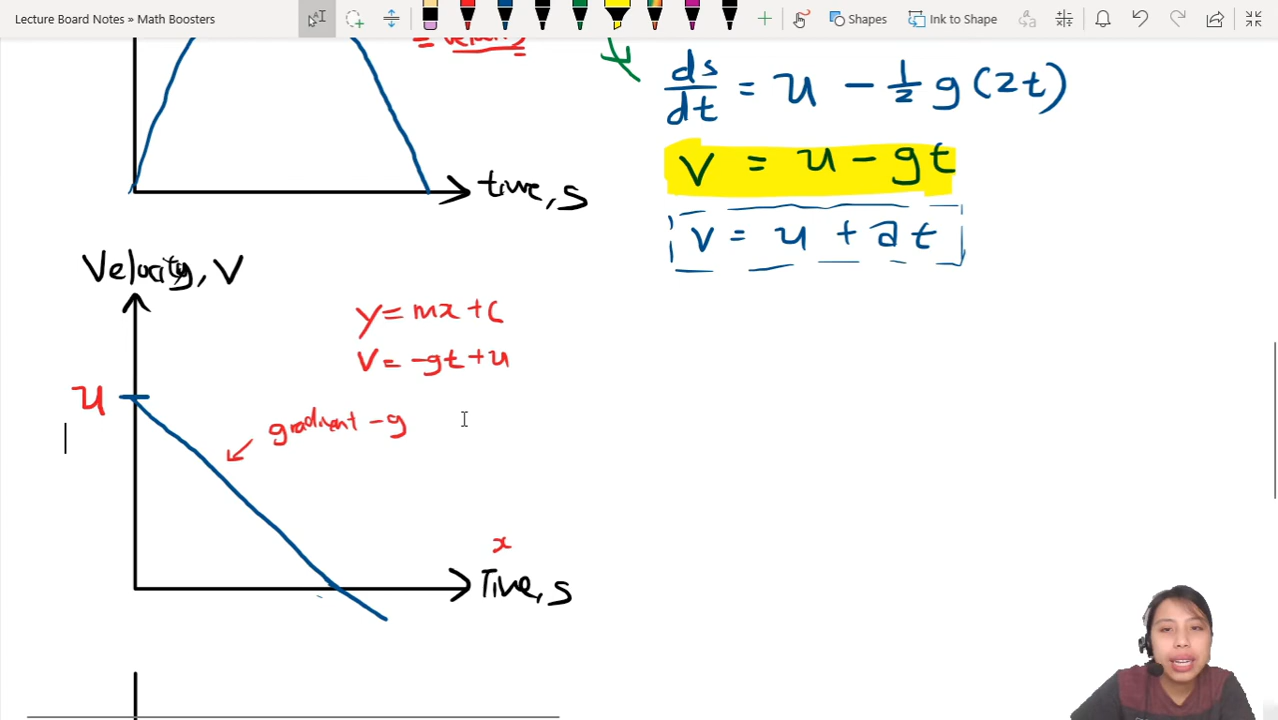 Lecture Board Notes » Math Boosters
Shapes
Ink to Shape
= velocity
time, s
ds/dt = u - 1/2 g (2t)
v = u - gt
v = u + at
Velocity, V
y = mx + c
V = -gt + u
u
gradient -g
x
Time, s